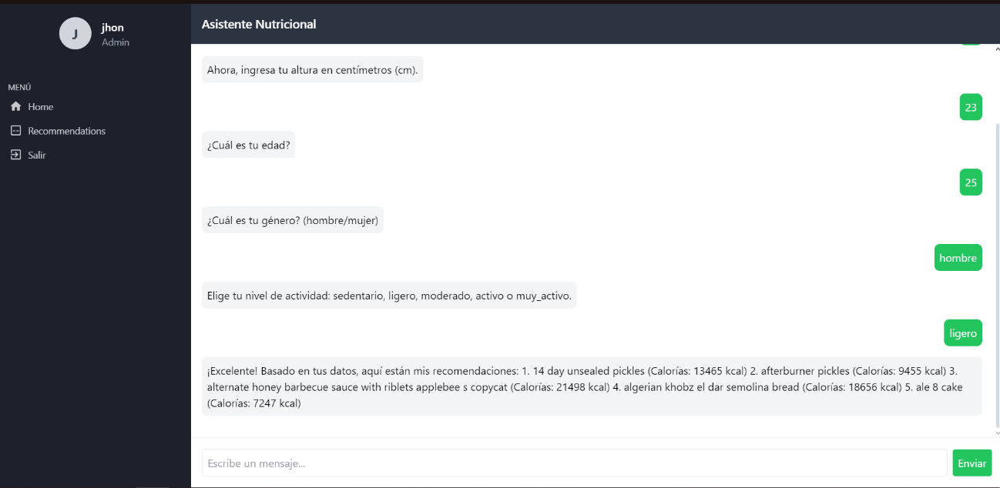 J
jhon
Admin
MENÚ
Home
Recommendations
Salir
Asistente Nutricional
Ahora, ingresa tu altura en centímetros (cm).
23
¿Cuál es tu edad?
25
¿Cuál es tu género? (hombre/mujer)
hombre
Elige tu nivel de actividad: sedentario, ligero, moderado, activo o muy_activo.
ligero
¡Excelente! Basado en tus datos, aquí están mis recomendaciones: 1. 14 day unsealed pickles (Calorías: 13465 kcal) 2. afterburner pickles (Calorías: 9455 kcal) 3.
alternate honey barbecue sauce with riblets applebee s copycat (Calorías: 21498 kcal) 4. algerian khobz el dar semolina bread (Calorías: 18656 kcal) 5. ale 8 cake
(Calorías: 7247 kcal)
Escribe un mensaje...
Enviar